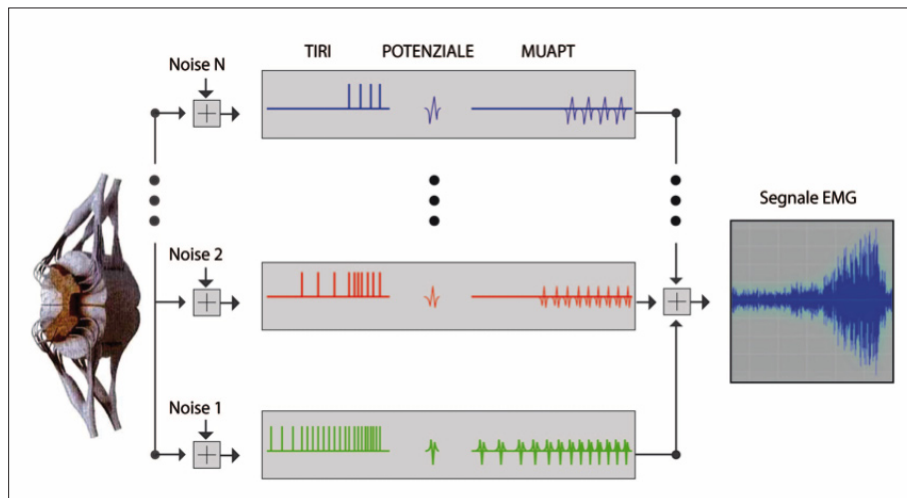 TIRI POTENZIALE MUAPT
Noise N
Segnale EMG
Noise 2
Noise 1